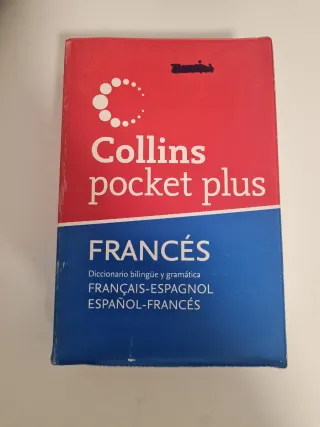 Collins
pocket plus
FRANCÉS
Diccionario bilingüe y gramática
FRANÇAIS-ESPAGNOL
ESPAÑOL-FRANCÉS